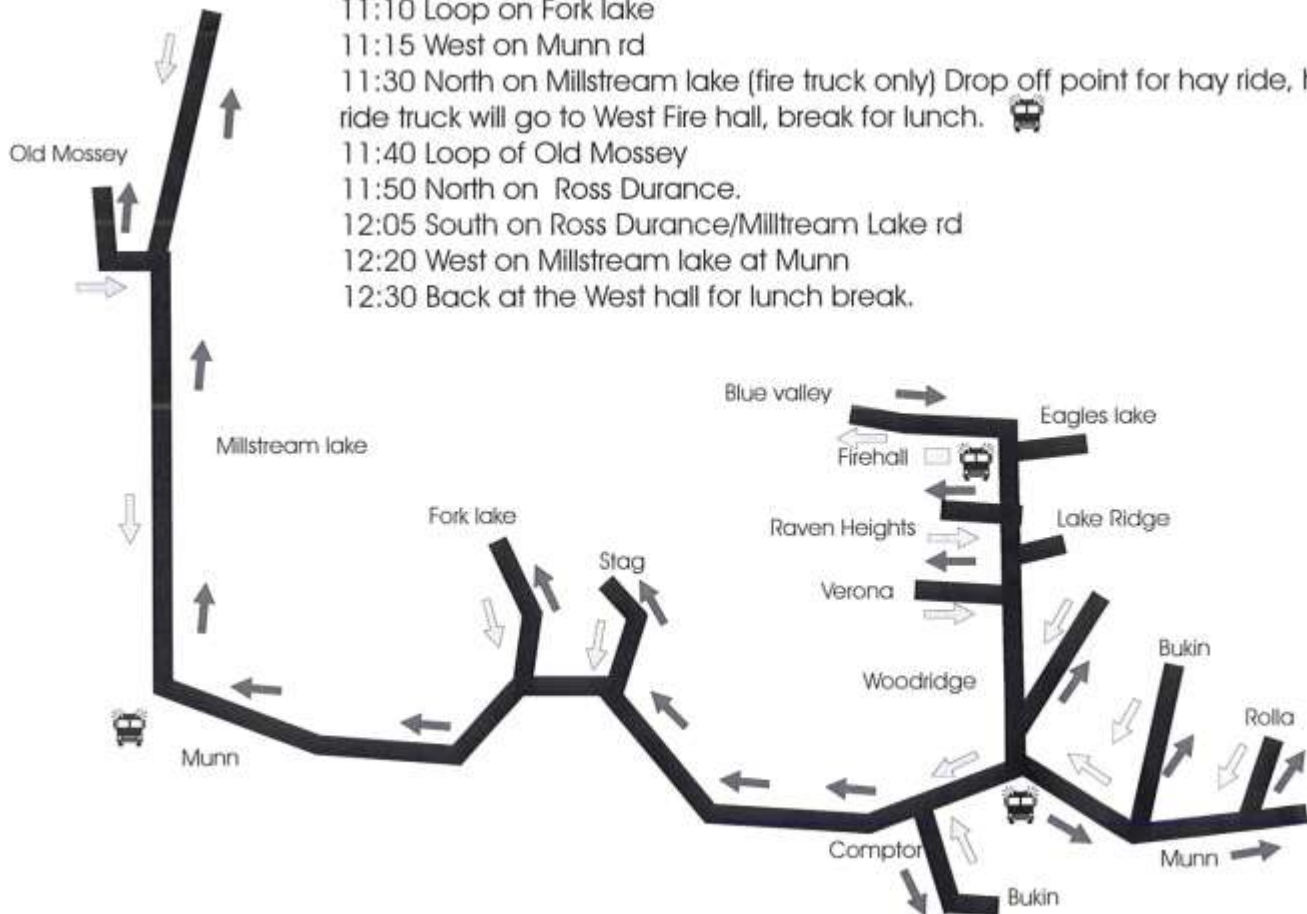 11:10 Loop on Fork lake
11:15 West on Munn rd
11:30 North on Millstream lake (fire truck only) Drop off point for hay ride,
ride truck will go to West Fire hall, break for lunch.
11:40 Loop of Old Mossey
11:50 North on Ross Durance.
12:05 South on Ross Durance/Milltream Lake rd
12:20 West on Millstream lake at Munn
12:30 Back at the West hall for lunch break.
Old Mossey
Blue valley
Eagles lake
Millstream lake
Firehall
Fork lake
Raven Heights
Lake Ridge
Stag
Verona
Bukin
Woodridge
Rolla
Munn
Comptor
Munn
Bukin